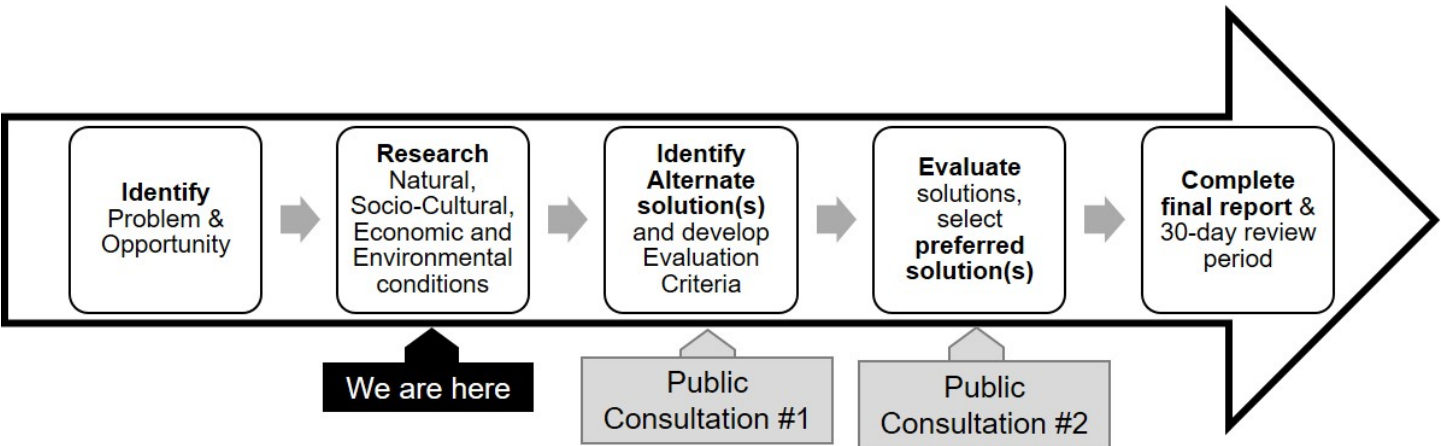 Identify
Problem &
Opportunity
Research
Natural,
Socio-Cultural,
Economic and
Environmental
conditions
Identify
Alternate
solution(s)
and develop
Evaluation
Criteria
Evaluate
solutions,
select
preferred
solution(s)
Complete
final report &
30-day review
period
We are here
Public
Consultation #1
Public
Consultation #2